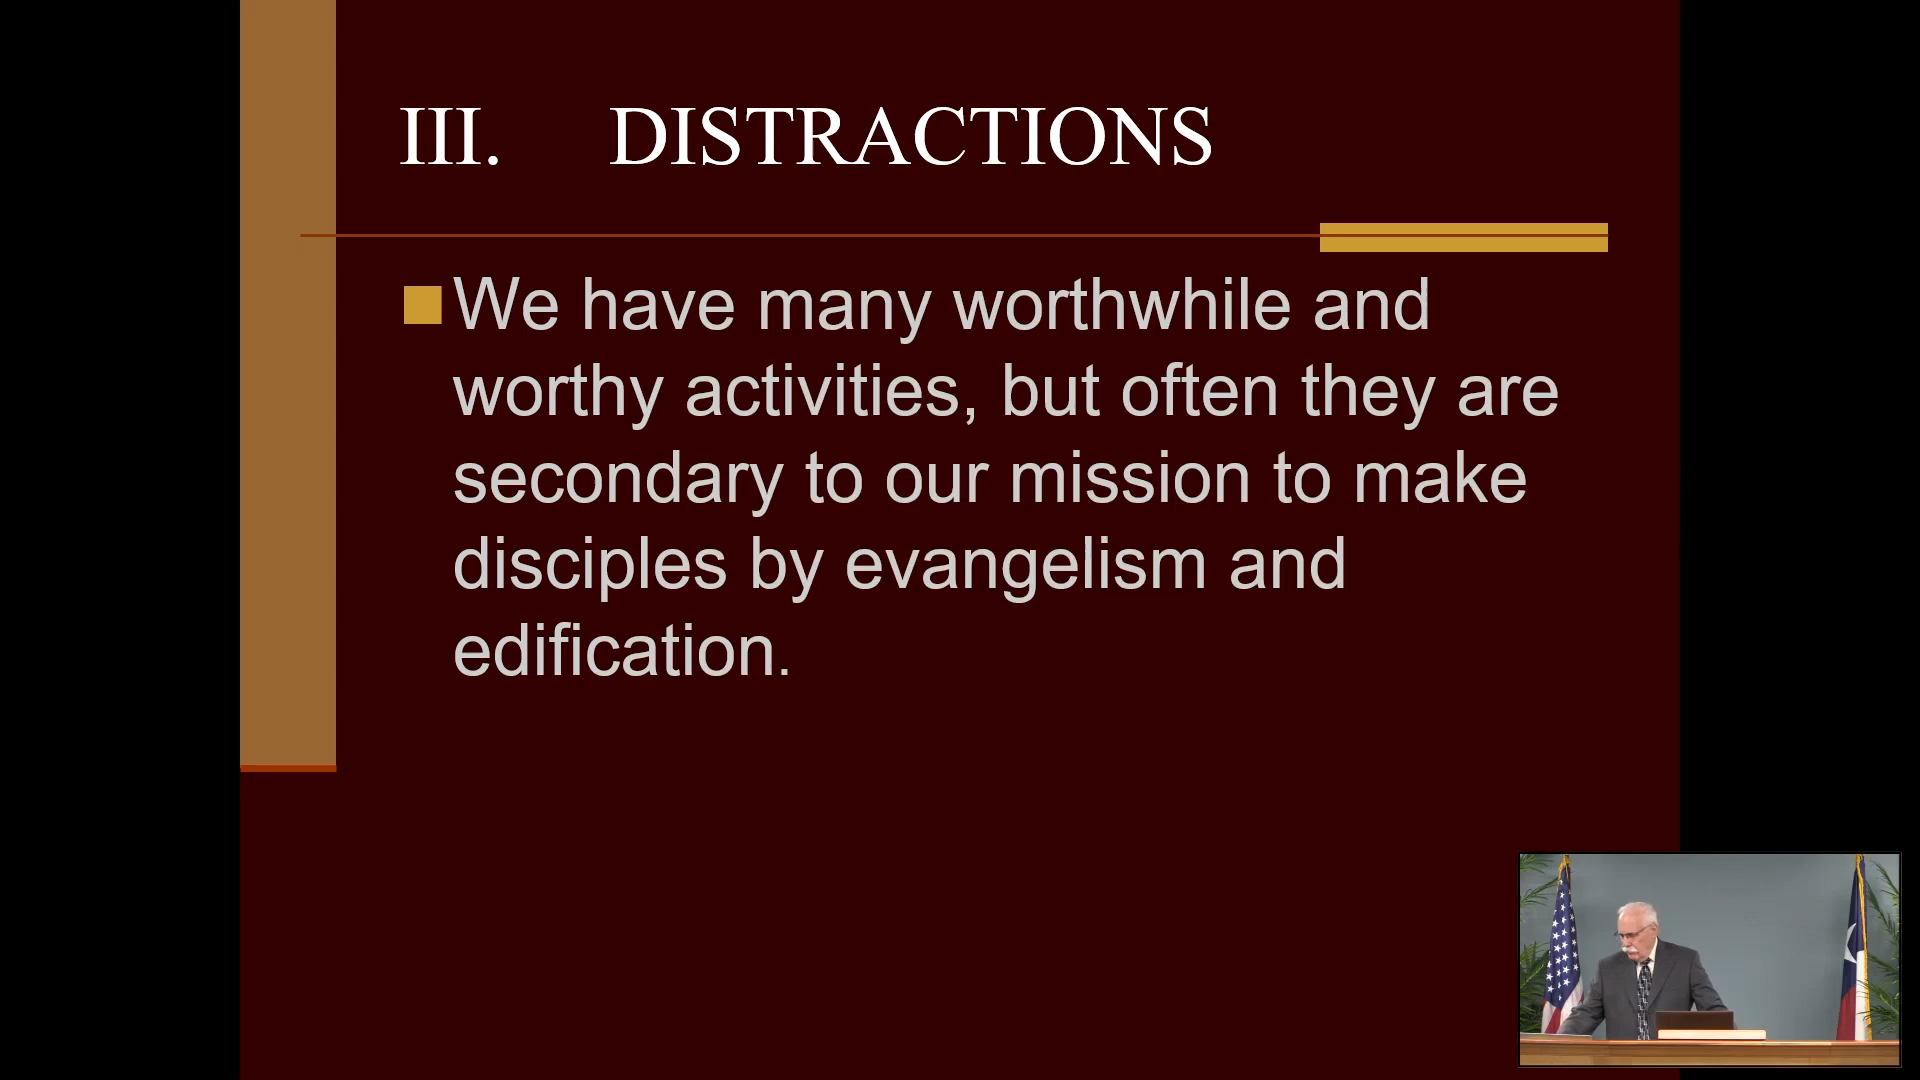 III. DISTRACTIONS
We have many worthwhile and
worthy activities, but often they are
secondary to our mission to make
disciples by evangelism and
edification.